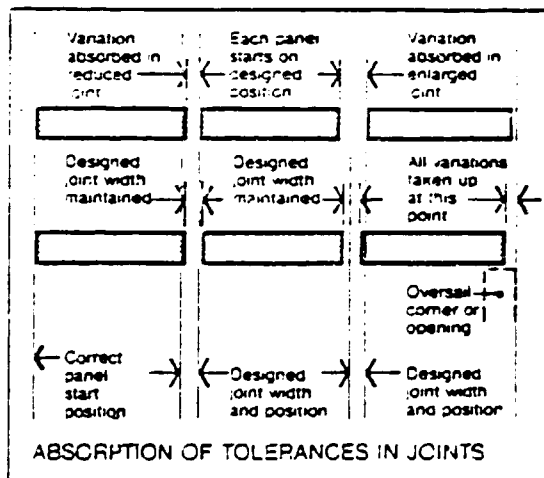 Variation
absorbed in
reduced
joint
Each panel
starts on
designed
position
Variation
absorbed in
enlarged
joint
Designed
joint width
maintained
Designed
joint width
maintained
All variations
taken up
at this
point
Oversail
corner or
opening
Correct
panel
start
position
Designed
joint width
and position
Designed
joint width
and position
ABSORPTION OF TOLERANCES IN JOINTS